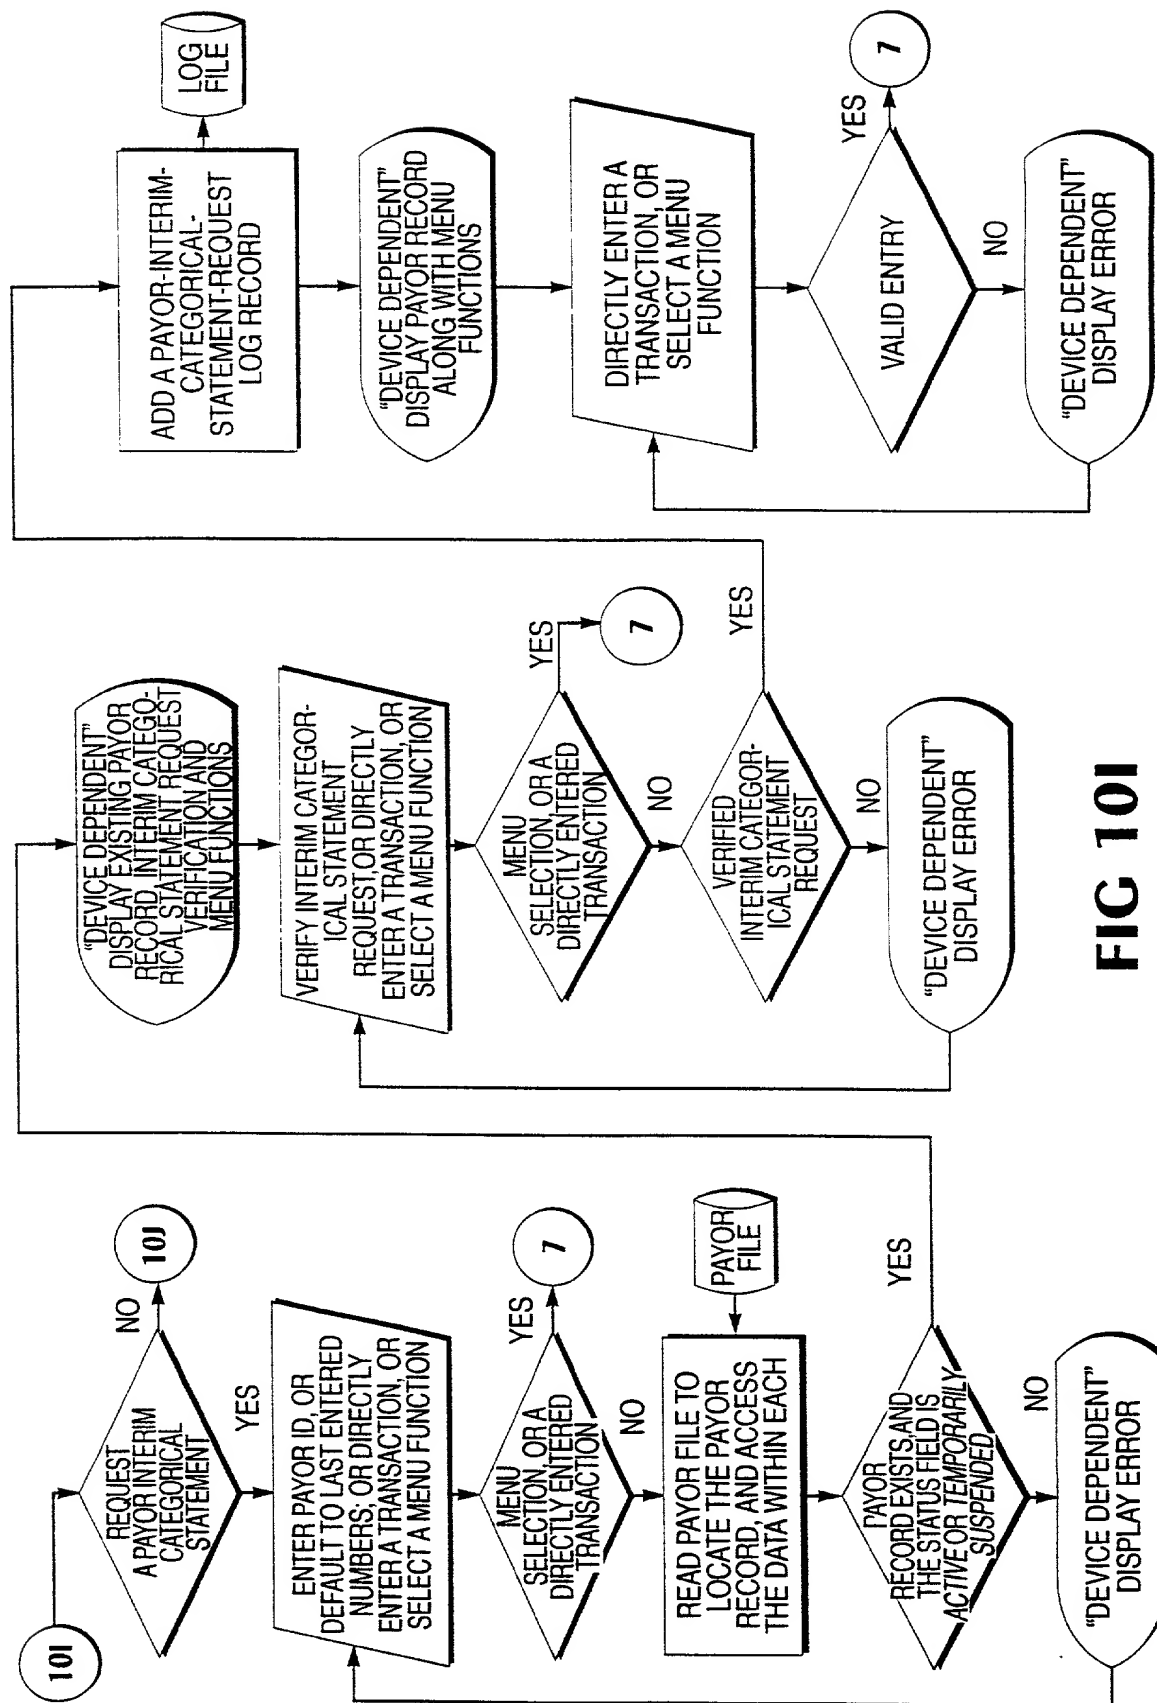 10I
REQUEST
A PAYOR INTERIM
CATEGORICAL
STATEMENT
NO
10J
YES
ENTER PAYOR ID, OR
DEFAULT TO LAST ENTERED
NUMBERS; OR DIRECTLY
ENTER A TRANSACTION, OR
SELECT A MENU FUNCTION
MENU
SELECTION, OR A
DIRECTLY ENTERED
TRANSACTION
YES
7
NO
READ PAYOR FILE TO
LOCATE THE PAYOR
RECORD, AND ACCESS
THE DATA WITHIN EACH
PAYOR
FILE
PAYOR
RECORD EXISTS, AND
THE STATUS FIELD IS
ACTIVE OR TEMPORARILY
SUSPENDED
YES
NO
"DEVICE DEPENDENT"
DISPLAY ERROR
"DEVICE DEPENDENT"
DISPLAY EXISTING PAYOR
RECORD, INTERIM CATEGO-
RICAL STATEMENT REQUEST
VERIFICATION AND
MENU FUNCTIONS
VERIFY INTERIM CATEGOR-
ICAL STATEMENT
REQUEST, OR DIRECTLY
ENTER A TRANSACTION, OR
SELECT A MENU FUNCTION
MENU
SELECTION, OR A
DIRECTLY ENTERED
TRANSACTION
YES
7
NO
VERIFIED
INTERIM CATEGOR-
ICAL STATEMENT
REQUEST
YES
NO
"DEVICE DEPENDENT"
DISPLAY ERROR
ADD A PAYOR-INTERIM-
CATEGORICAL-
STATEMENT-REQUEST
LOG RECORD
LOG
FILE
"DEVICE DEPENDENT"
DISPLAY PAYOR RECORD
ALONG WITH MENU
FUNCTIONS
DIRECTLY ENTER A
TRANSACTION, OR
SELECT A MENU
FUNCTION
VALID ENTRY
YES
7
NO
"DEVICE DEPENDENT"
DISPLAY ERROR
FIG 10I